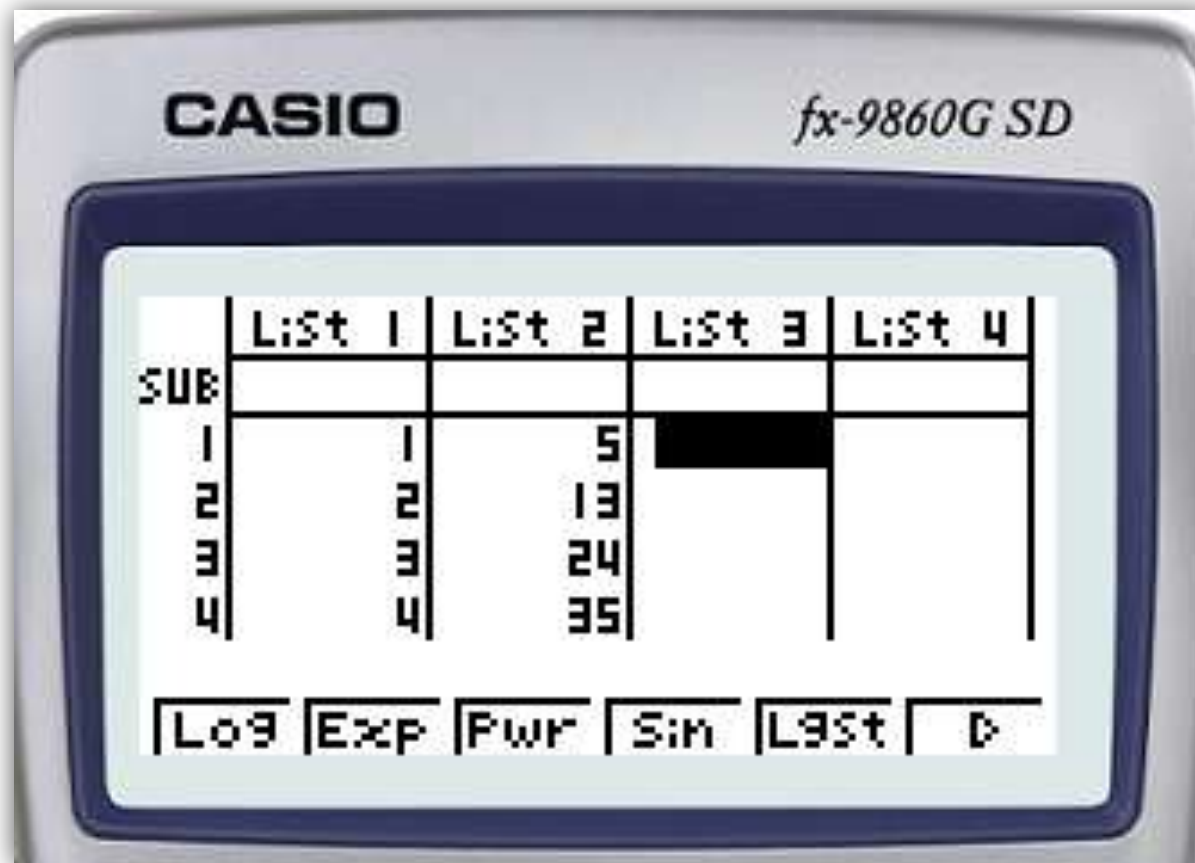 CASIO fx-9860G SD
List 1 List 2 List 3 List 4
SUB
1 1 5
2 2 13
3 3 24
4 4 35
Log Exp Pwr Sin Lgst ▷